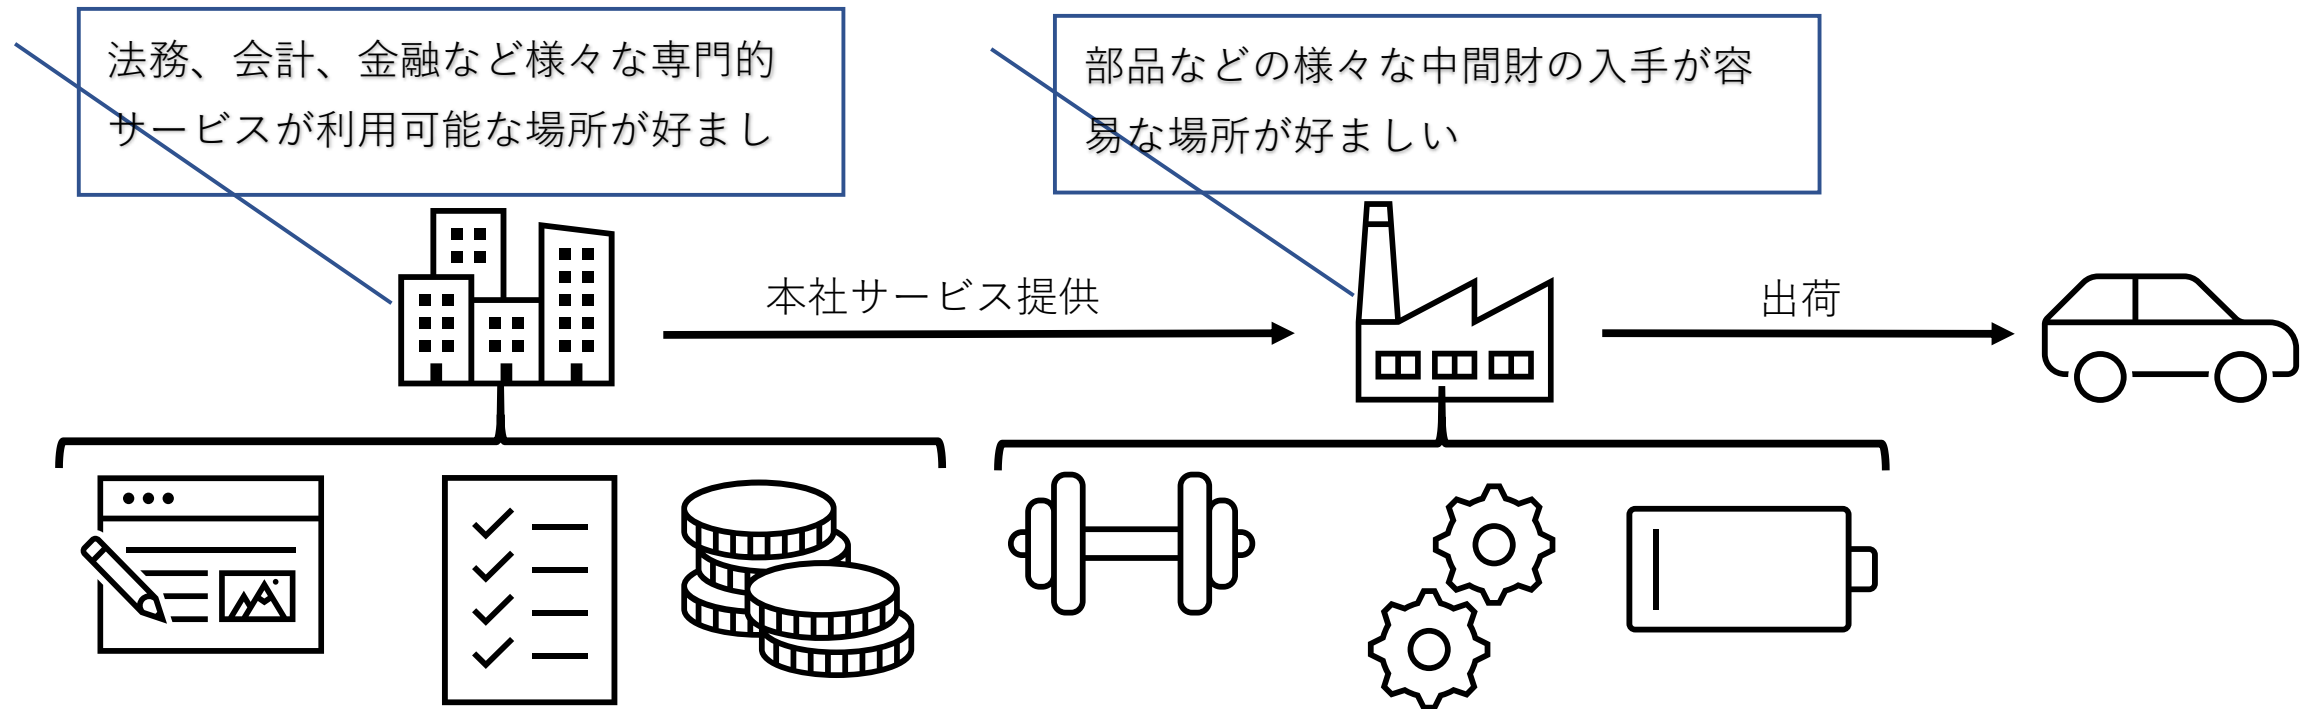 法務、会計、金融など様々な専門的
サービスが利用可能な場所が好まし
部品などの様々な中間財の入手が容
易な場所が好ましい
本社サービス提供
出荷